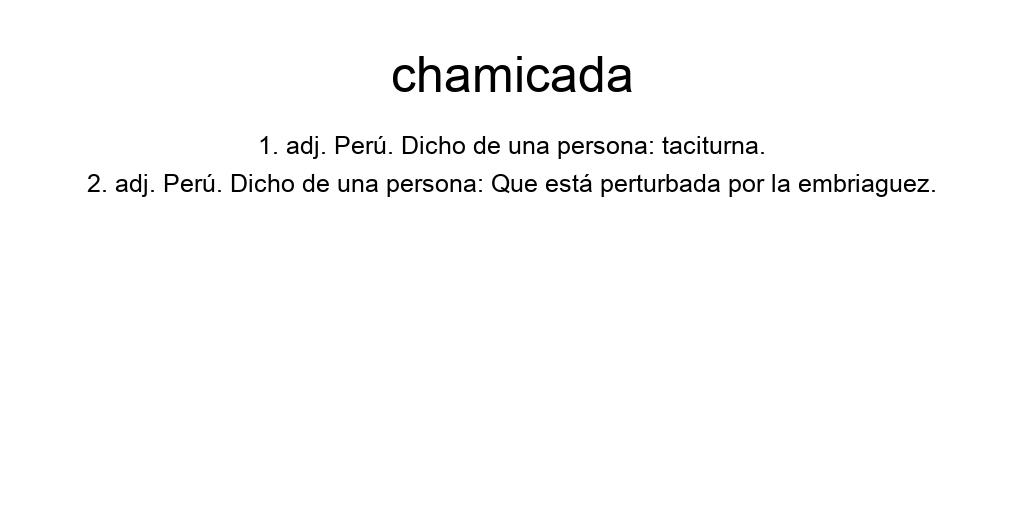 chamicada
1. adj. Perú. Dicho de una persona: taciturna.
2. adj. Perú. Dicho de una persona: Que está perturbada por la embriaguez.